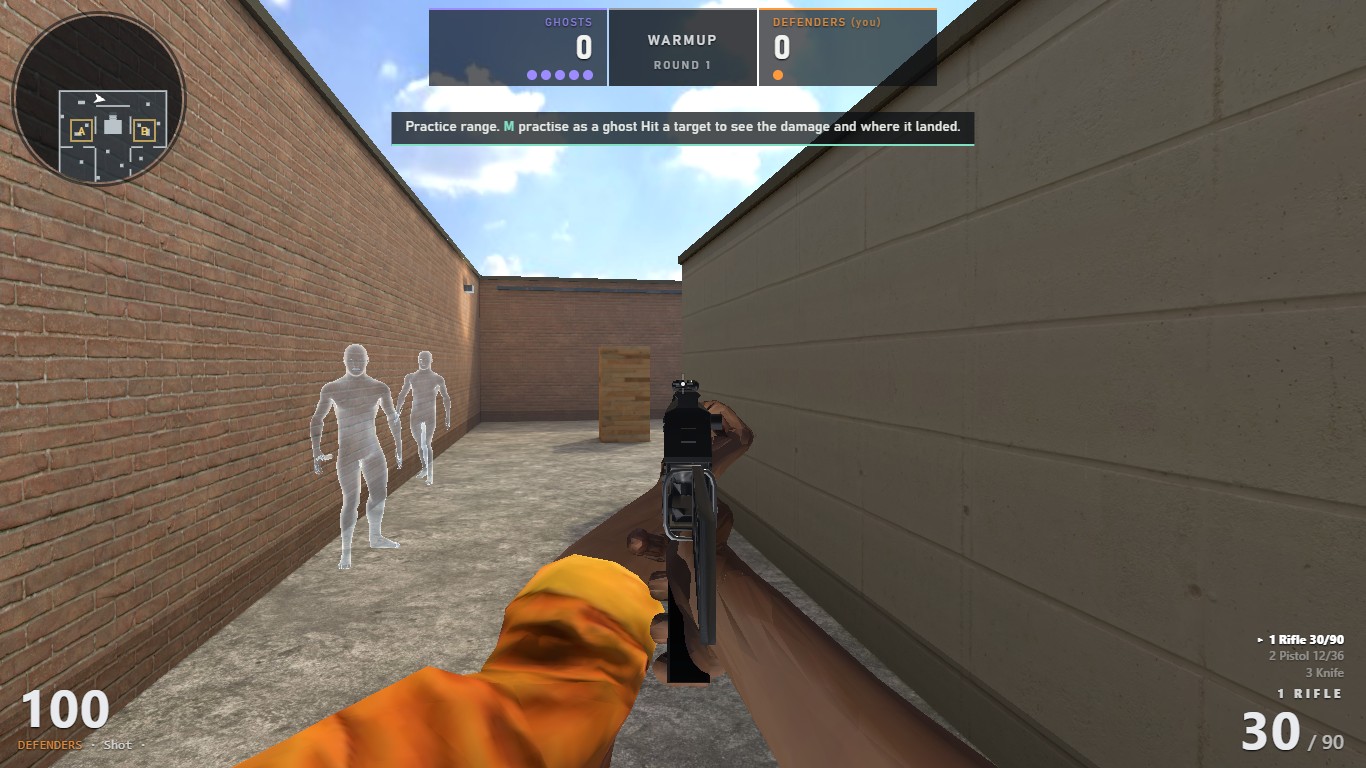 GHOSTS
0
WARMUP
ROUND 1
DEFENDERS (you)
0
Practice range. M practise as a ghost Hit a target to see the damage and where it landed.
A
B
1 Rifle 30/90
2 Pistol 12/36
3 Knife
1 RIFLE
30 / 90
100
DEFENDERS · Shot ·